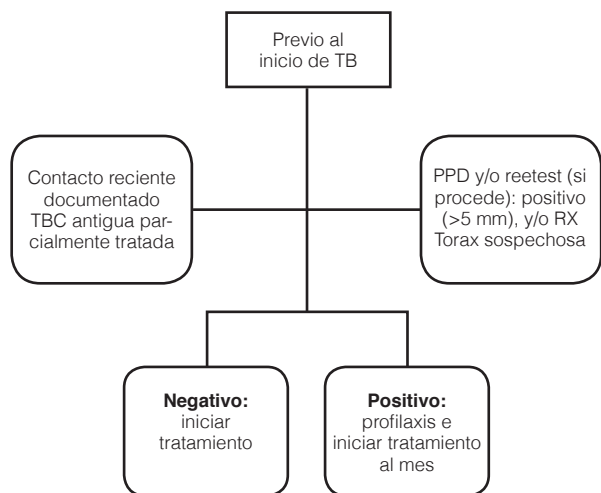 Previo al
inicio de TB
Contacto reciente
documentado
TBC antigua par-
cialmente tratada
PPD y/o reetest (si
procede): positivo
(>5 mm), y/o RX
Torax sospechosa
Negativo:
iniciar
tratamiento
Positivo:
profilaxis e
iniciar tratamiento
al mes